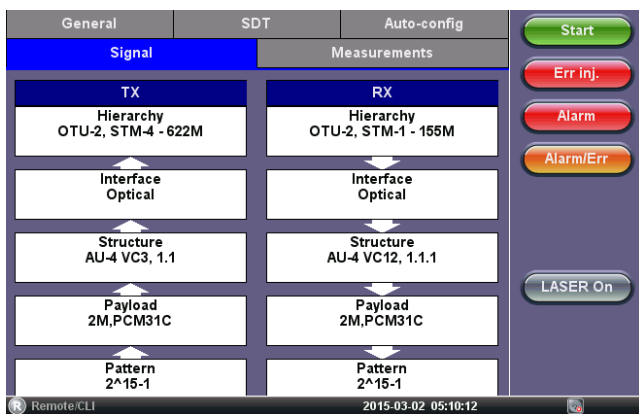 General SDT Auto-config
Signal Measurements
Start
Err inj.
Alarm
Alarm/Err
LASER On
TX
Hierarchy
OTU-2, STM-4 - 622M
Interface
Optical
Structure
AU-4 VC3, 1.1
Payload
2M,PCM31C
Pattern
2^15-1
RX
Hierarchy
OTU-2, STM-1 - 155M
Interface
Optical
Structure
AU-4 VC12, 1.1.1
Payload
2M,PCM31C
Pattern
2^15-1
R Remote/CLI 2015-03-02 05:10:12